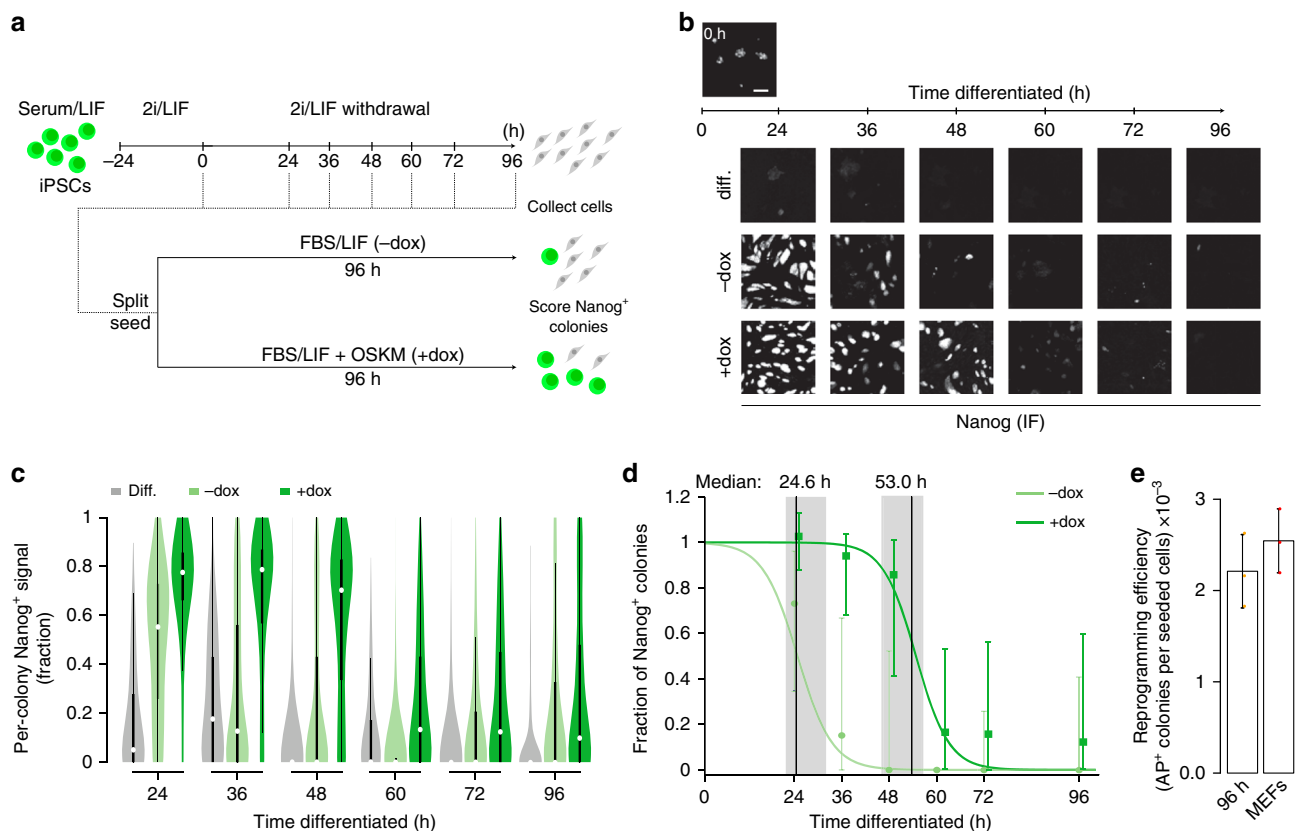 a
Serum/LIF
2i/LIF
2i/LIF withdrawal
(h)
–24
0
24
36
48
60
72
96
iPSCs
Collect cells
FBS/LIF (–dox)
96 h
Split
seed
Score Nanog⁺
colonies
FBS/LIF + OSKM (+dox)
96 h
b
0 h
Time differentiated (h)
0
24
36
48
60
72
96
diff.
–dox
+dox
Nanog (IF)
c
Diff.
–dox
+dox
Per-colony Nanog⁺ signal
(fraction)
1
0.8
0.6
0.4
0.2
0
24
36
48
60
72
96
Time differentiated (h)
d
Median:
24.6 h
53.0 h
–dox
+dox
Fraction of Nanog⁺ colonies
1.2
1
0.8
0.6
0.4
0.2
0
0
24
36
48
60
72
96
Time differentiated (h)
e
Reprogramming efficiency
(AP⁺ colonies per seeded cells) ×10⁻³
3
2
1
0.0
96 h
MEFs